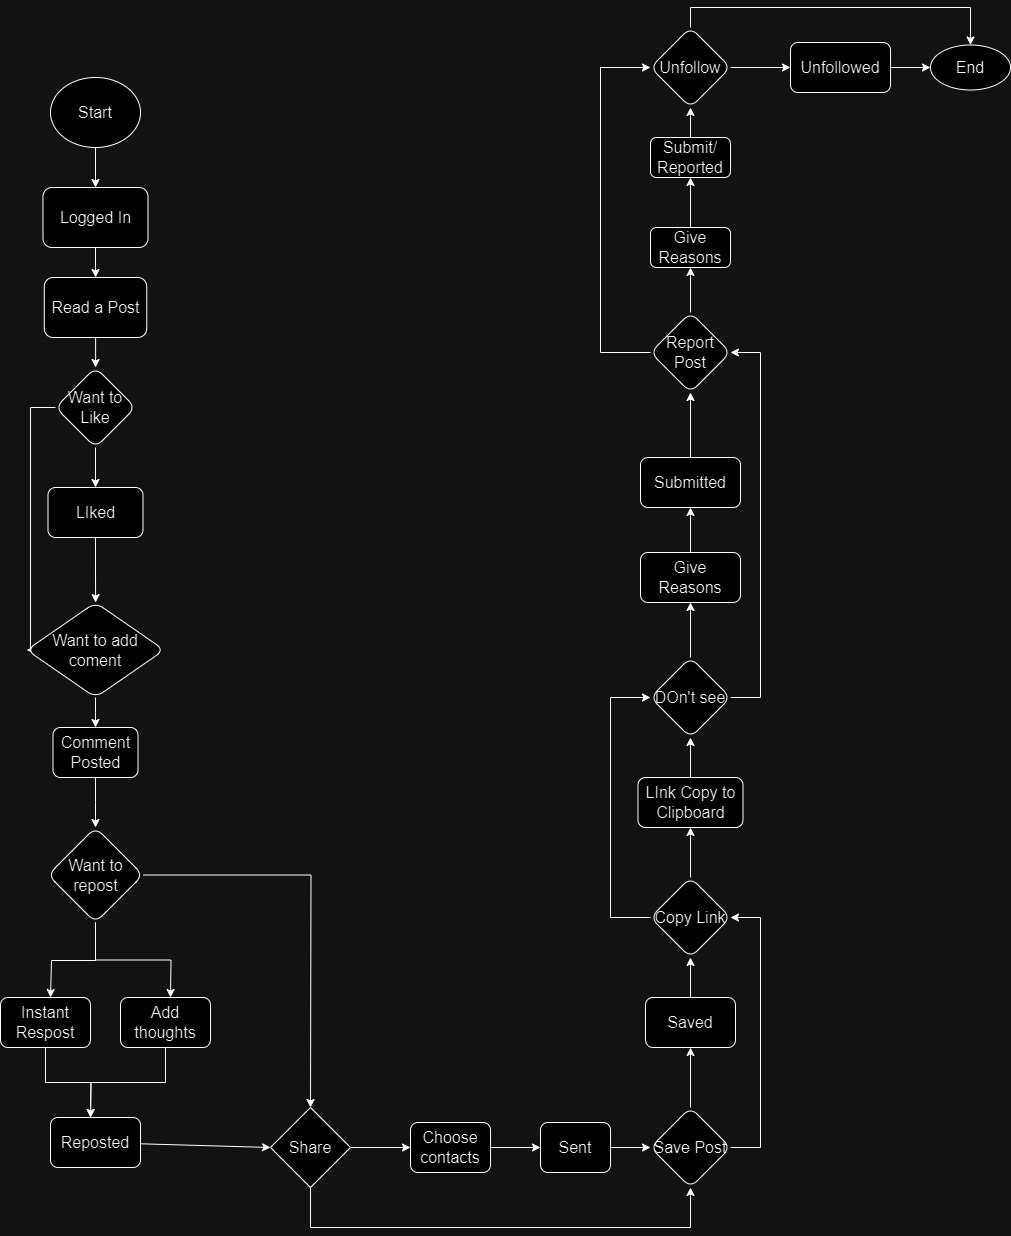 Start
Logged In
Read a Post
Want to
Like
LIked
Want to add
coment
Comment
Posted
Want to
repost
Instant
Respost
Add
thoughts
Reposted
Share
Choose
contacts
Sent
Save Post
Saved
Copy Link
LInk Copy to
Clipboard
DOn't see
Give
Reasons
Submitted
Report
Post
Give
Reasons
Submit/
Reported
Unfollow
Unfollowed
End